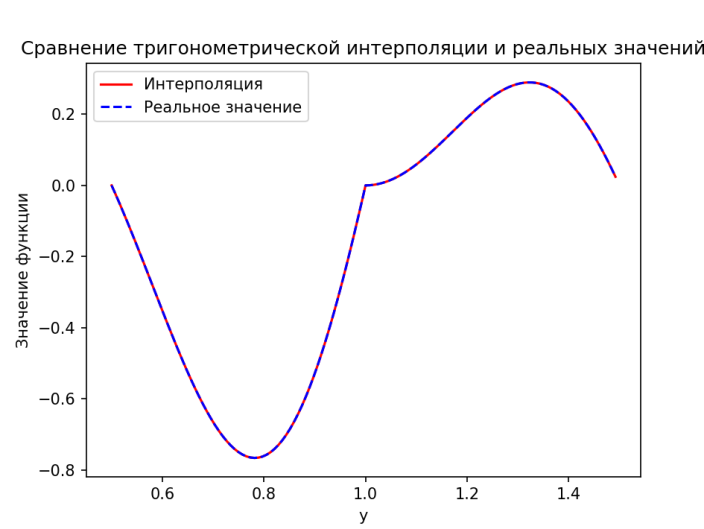 Сравнение тригонометрической интерполяции и реальных значений
Интерполяция
Реальное значение
Значение функции
0.2
0.0
−0.2
−0.4
−0.6
−0.8
0.6
0.8
1.0
1.2
1.4
y